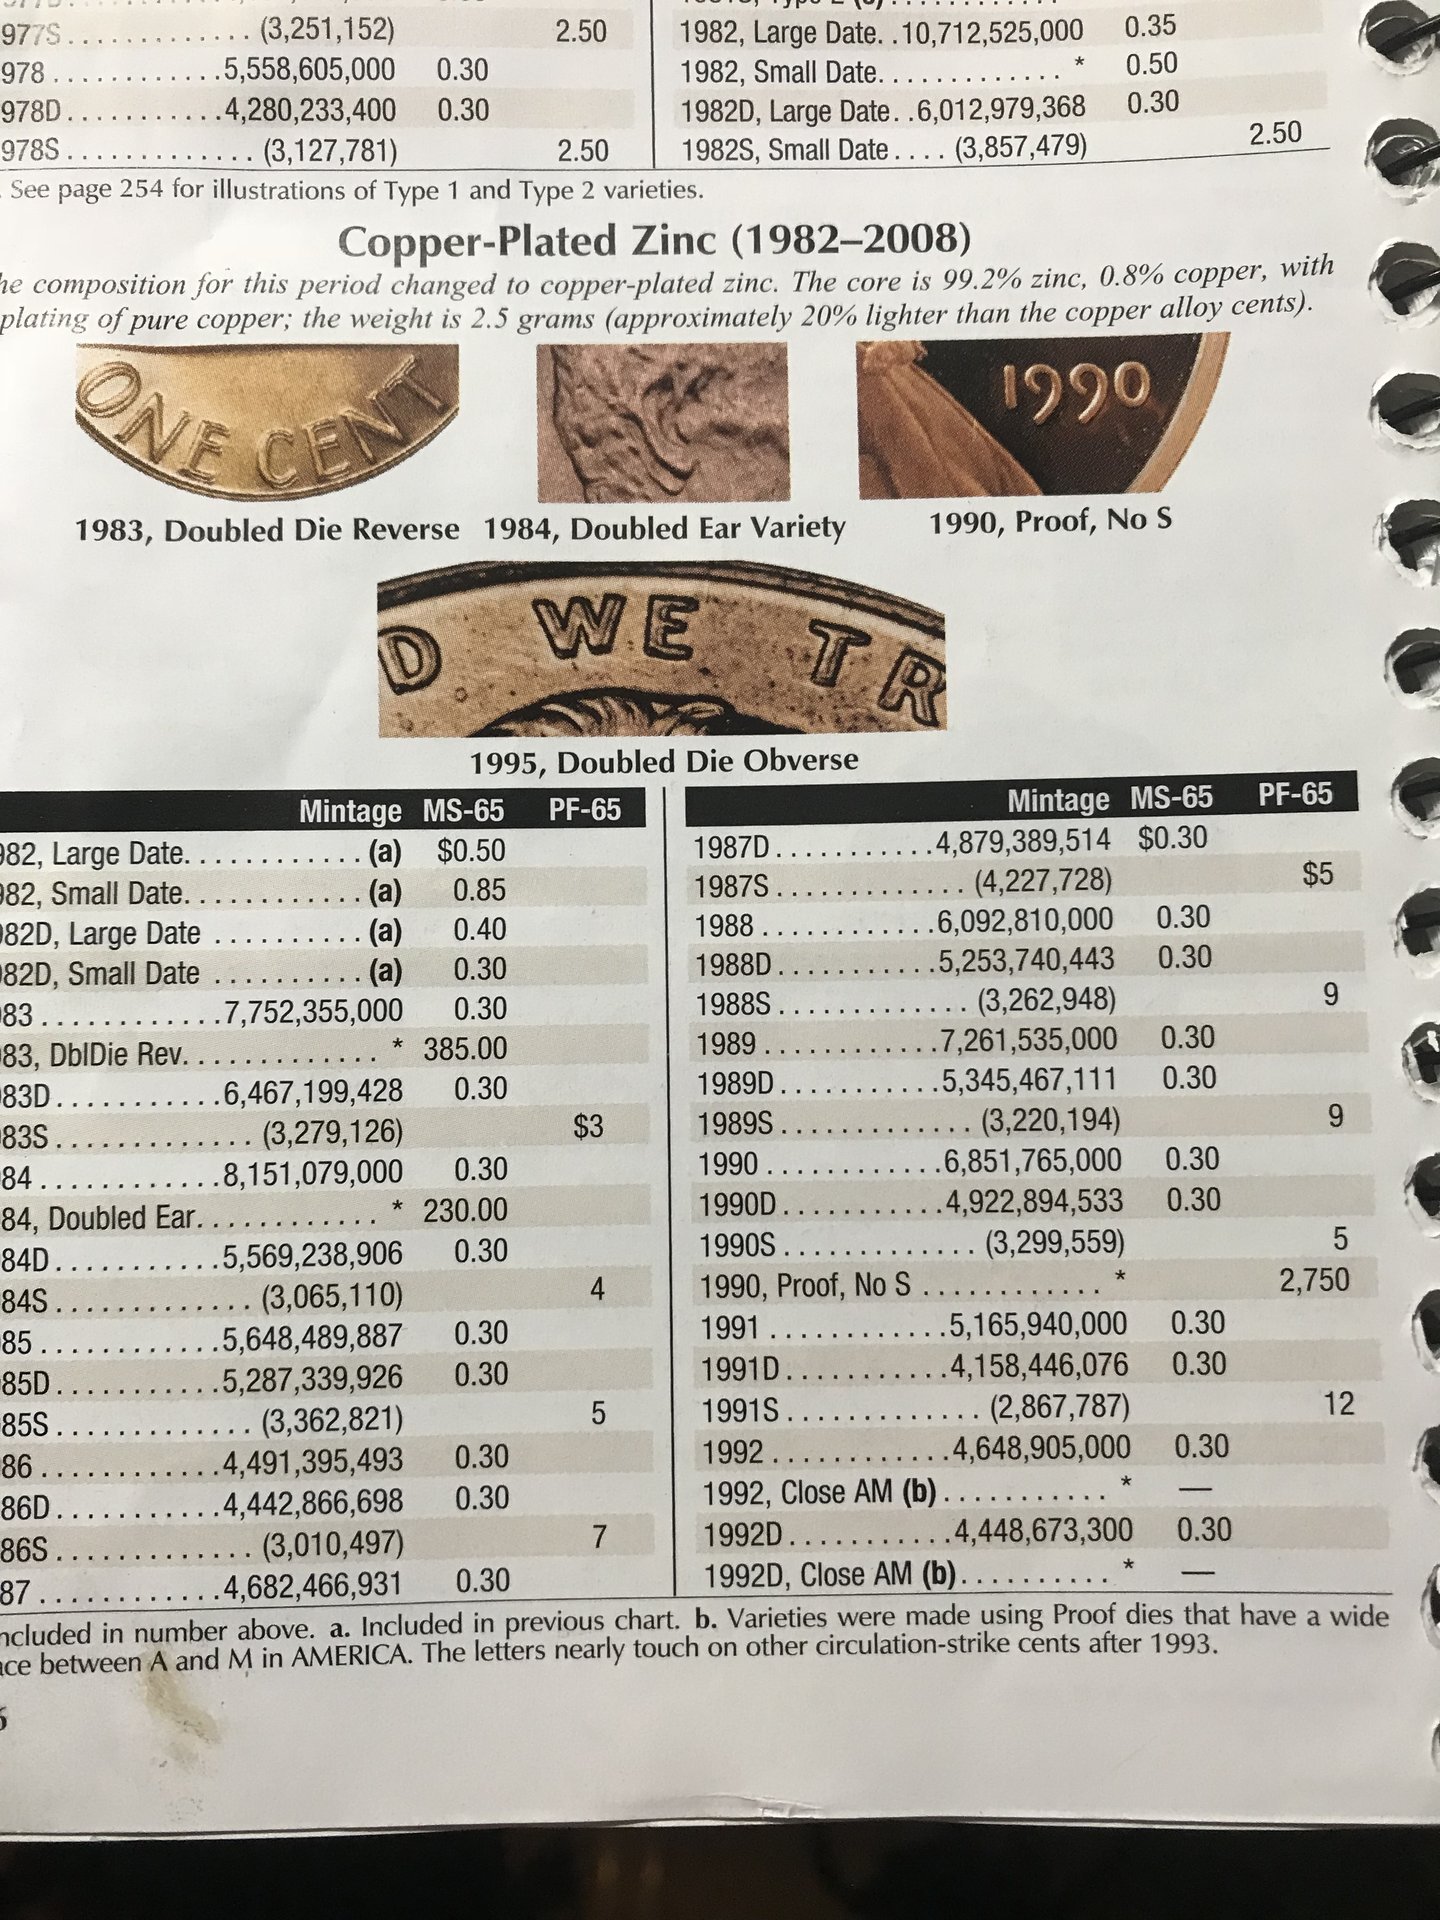 977S . . . . . . . . . . . . . (3,251,152) 2.50
978 . . . . . . . . . . . .5,558,605,000 0.30
978D . . . . . . . . . . .4,280,233,400 0.30
978S . . . . . . . . . . . . . (3,127,781) 2.50
1982, Large Date. . 10,712,525,000 0.35
1982, Small Date. . . . . . . . . . . . . * 0.50
1982D, Large Date. . 6,012,979,368 0.30
1982S, Small Date . . . . (3,857,479) 2.50
See page 254 for illustrations of Type 1 and Type 2 varieties.
Copper-Plated Zinc (1982–2008)
he composition for this period changed to copper-plated zinc. The core is 99.2% zinc, 0.8% copper, with
plating of pure copper; the weight is 2.5 grams (approximately 20% lighter than the copper alloy cents).
ONE CENT
1990
1983, Doubled Die Reverse 1984, Doubled Ear Variety 1990, Proof, No S
D WE TR
1995, Doubled Die Obverse
Mintage MS-65 PF-65
982, Large Date. . . . . . . . . . . . (a) $0.50
982, Small Date. . . . . . . . . . . . (a) 0.85
982D, Large Date . . . . . . . . . . (a) 0.40
982D, Small Date . . . . . . . . . . (a) 0.30
983 . . . . . . . . . . . .7,752,355,000 0.30
983, DblDie Rev. . . . . . . . . . . . . * 385.00
983D. . . . . . . . . . .6,467,199,428 0.30
983S . . . . . . . . . . . . . (3,279,126) $3
984 . . . . . . . . . . . .8,151,079,000 0.30
984, Doubled Ear. . . . . . . . . . . . * 230.00
984D. . . . . . . . . . .5,569,238,906 0.30
984S . . . . . . . . . . . . . (3,065,110) 4
985 . . . . . . . . . . . .5,648,489,887 0.30
985D. . . . . . . . . . .5,287,339,926 0.30
985S . . . . . . . . . . . . . (3,362,821) 5
986 . . . . . . . . . . . .4,491,395,493 0.30
986D. . . . . . . . . . .4,442,866,698 0.30
986S . . . . . . . . . . . . . (3,010,497) 7
987 . . . . . . . . . . . .4,682,466,931 0.30
Mintage MS-65 PF-65
1987D. . . . . . . . . . .4,879,389,514 $0.30
1987S . . . . . . . . . . . . . (4,227,728) $5
1988 . . . . . . . . . . . .6,092,810,000 0.30
1988D. . . . . . . . . . .5,253,740,443 0.30
1988S . . . . . . . . . . . . . (3,262,948) 9
1989 . . . . . . . . . . . .7,261,535,000 0.30
1989D. . . . . . . . . . .5,345,467,111 0.30
1989S . . . . . . . . . . . . . (3,220,194) 9
1990 . . . . . . . . . . . .6,851,765,000 0.30
1990D. . . . . . . . . . .4,922,894,533 0.30
1990S . . . . . . . . . . . . . (3,299,559) 5
1990, Proof, No S . . . . . . . . . . . . * 2,750
1991 . . . . . . . . . . . .5,165,940,000 0.30
1991D. . . . . . . . . . .4,158,446,076 0.30
1991S . . . . . . . . . . . . . (2,867,787) 12
1992 . . . . . . . . . . . .4,648,905,000 0.30
1992, Close AM (b) . . . . . . . . . . . * —
1992D. . . . . . . . . . .4,448,673,300 0.30
1992D, Close AM (b). . . . . . . . . . * —
ncluded in number above. a. Included in previous chart. b. Varieties were made using Proof dies that have a wide
ace between A and M in AMERICA. The letters nearly touch on other circulation-strike cents after 1993.